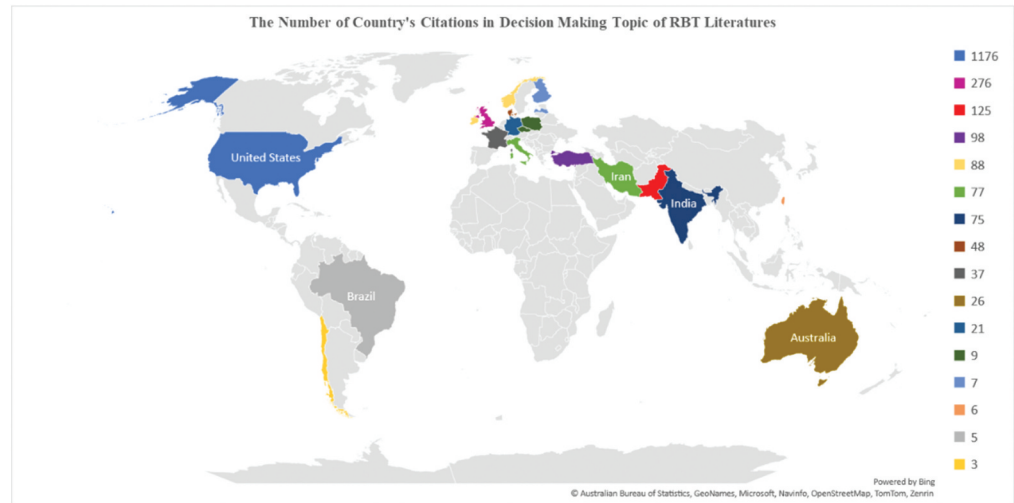 The Number of Country's Citations in Decision Making Topic of RBT Literatures
1176
276
125
98
88
77
75
48
37
26
21
9
7
6
5
3
United States
Iran
India
Brazil
Australia
Powered by Bing
© Australian Bureau of Statistics, GeoNames, Microsoft, Navinfo, OpenStreetMap, TomTom, Zenrin